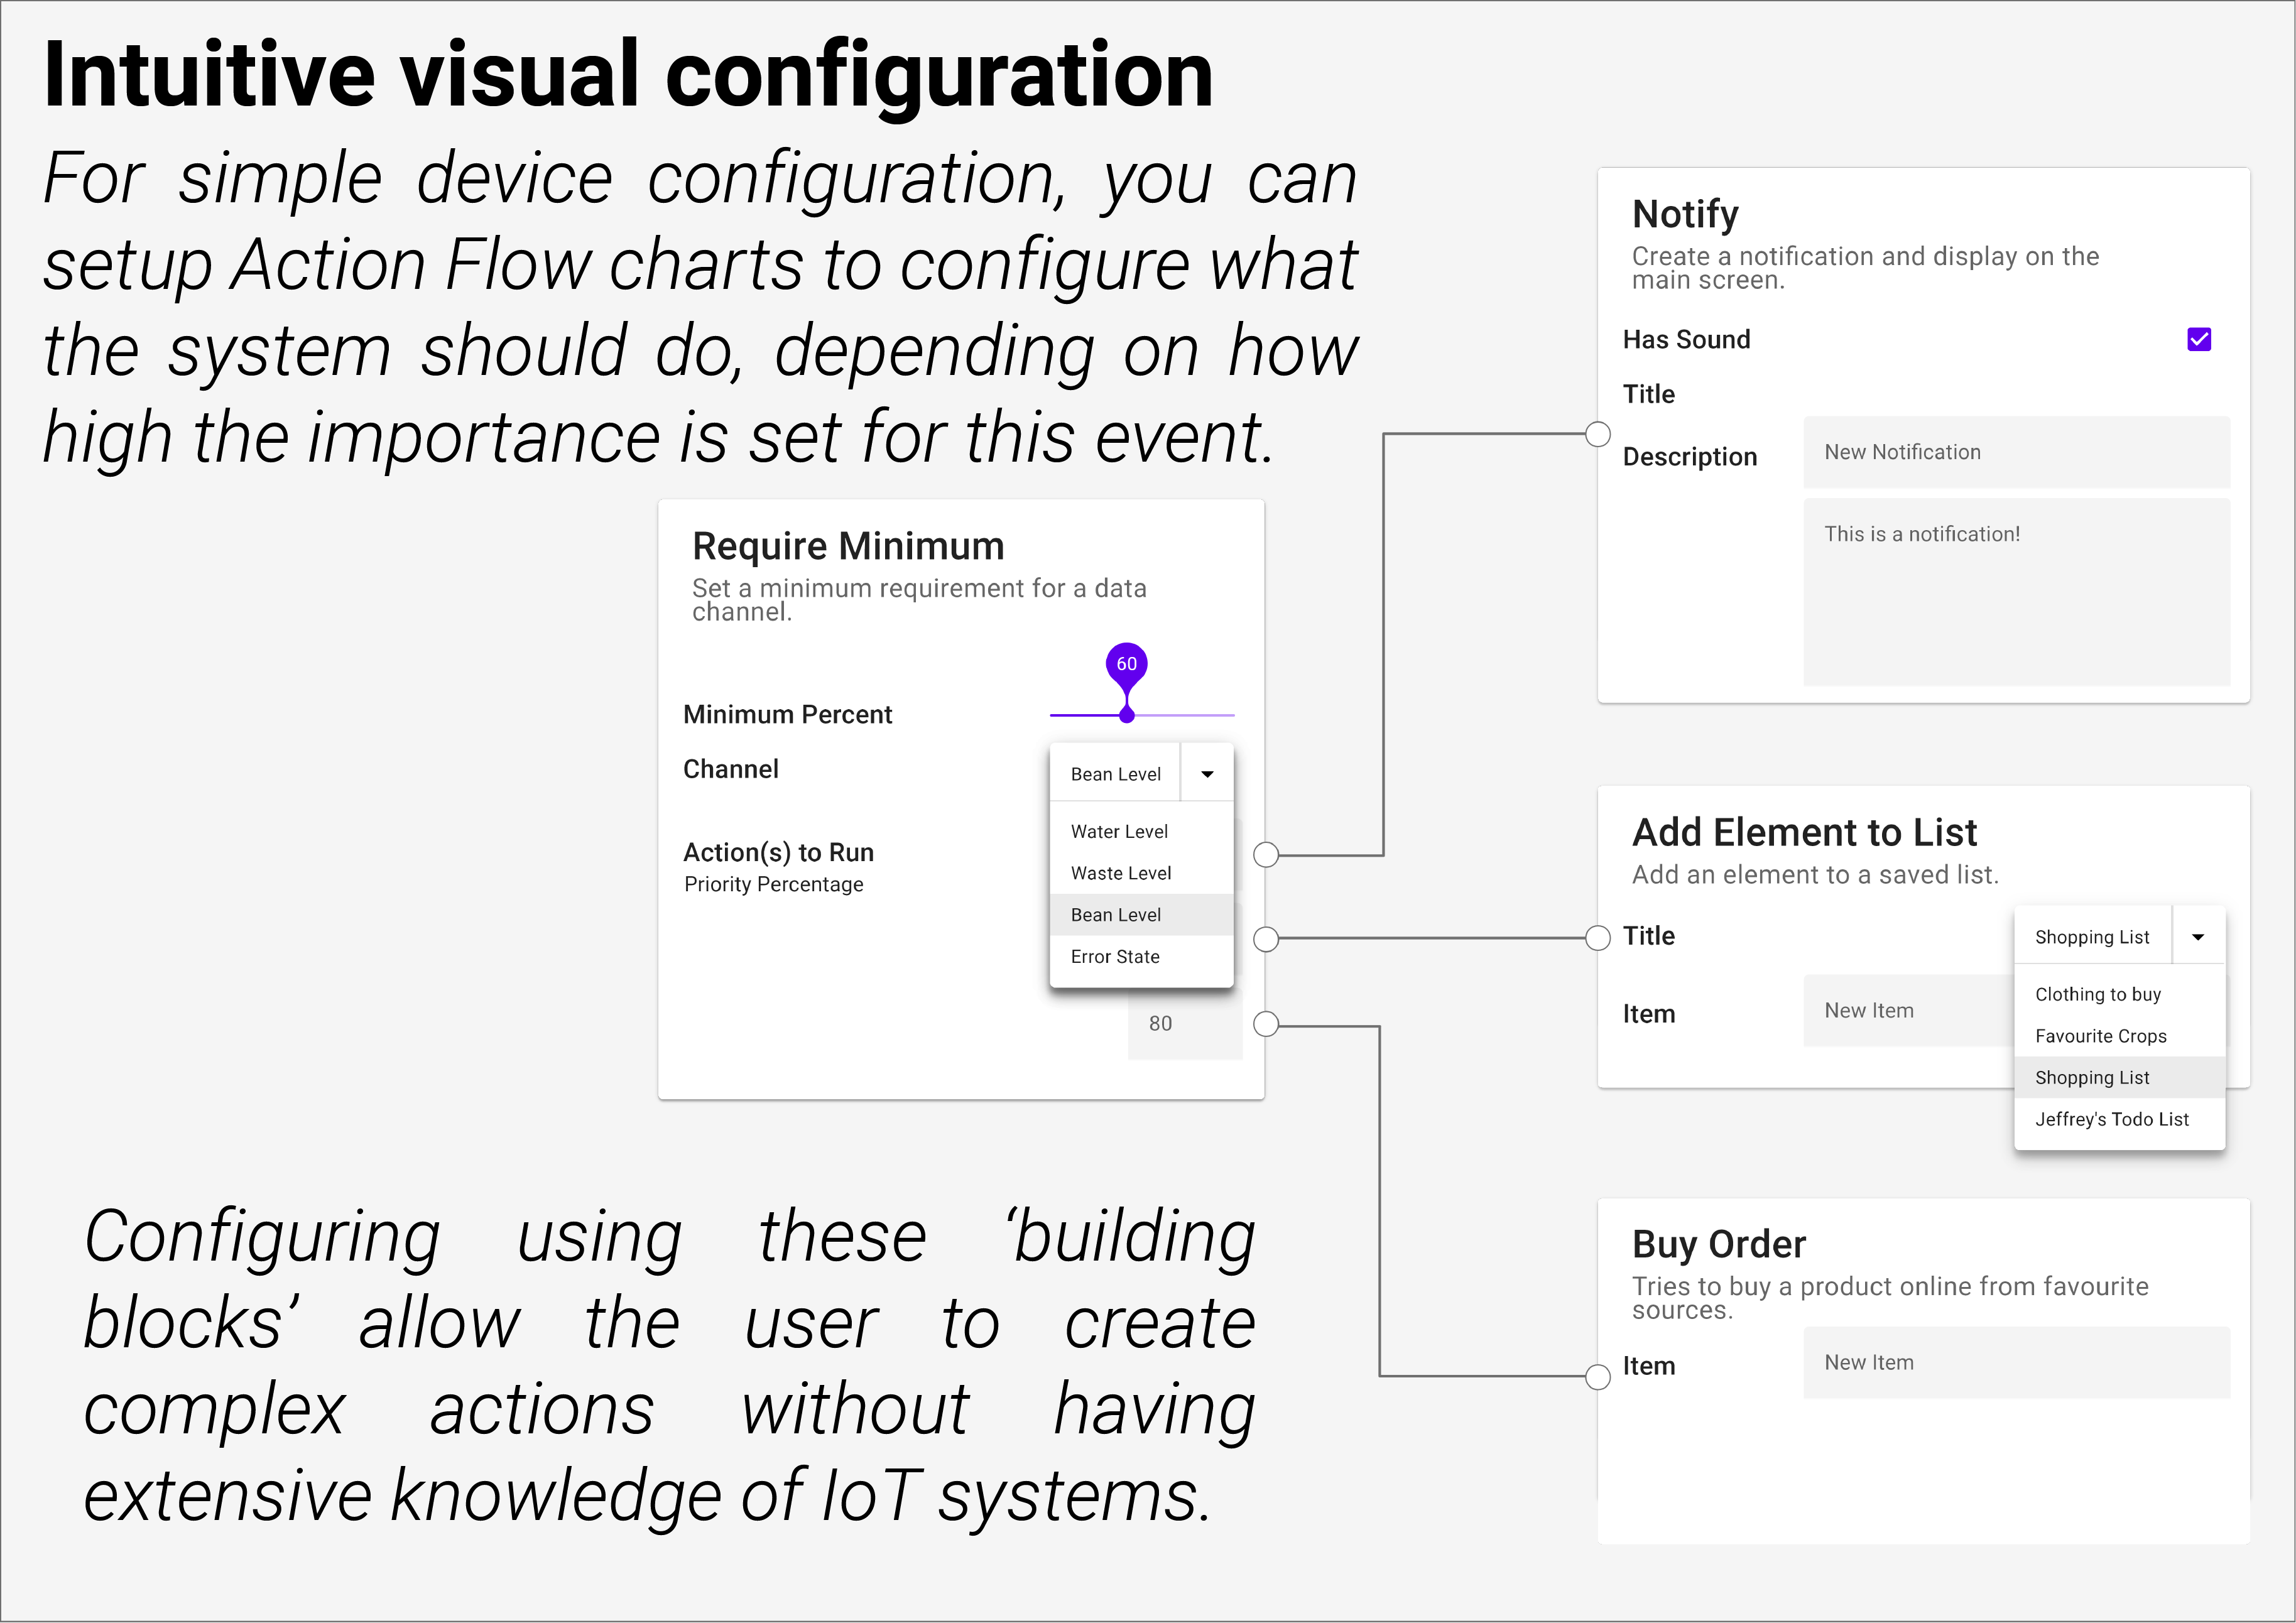 Intuitive visual configuration
For simple device configuration, you can
setup Action Flow charts to configure what
the system should do, depending on how
high the importance is set for this event.
Require Minimum
Set a minimum requirement for a data
channel.
60
Minimum Percent
Channel
Bean Level
Water Level
Waste Level
Bean Level
Error State
Action(s) to Run
Priority Percentage
80
Notify
Create a notification and display on the
main screen.
Has Sound
Title
New Notification
Description
This is a notification!
Add Element to List
Add an element to a saved list.
Title
Shopping List
Clothing to buy
Favourite Crops
Shopping List
Jeffrey's Todo List
Item
New Item
Buy Order
Tries to buy a product online from favourite
sources.
Item
New Item
Configuring using these ‘building
blocks’ allow the user to create
complex actions without having
extensive knowledge of IoT systems.